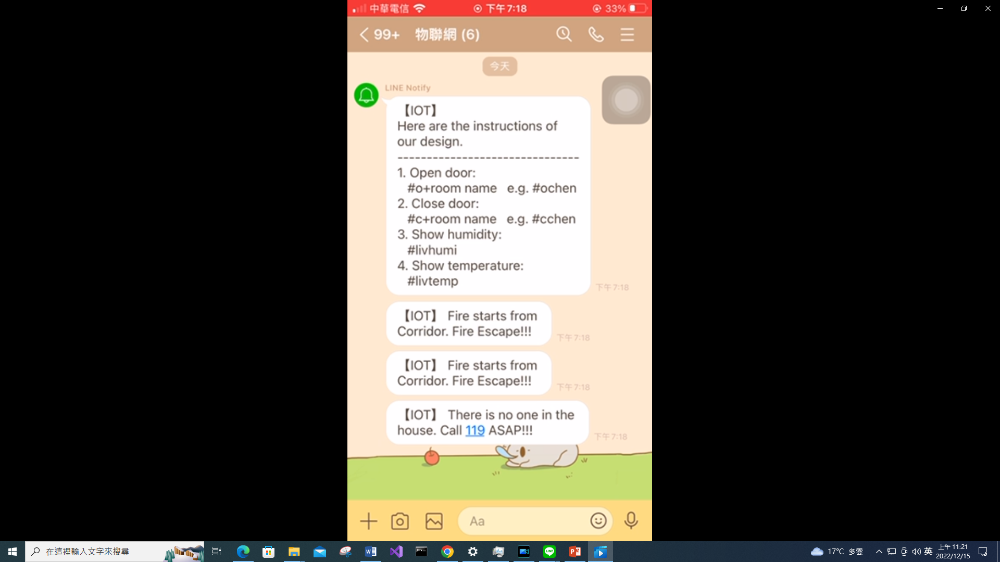 中華電信 下午7:18 33%
99+ 物聯網 (6)
今天
LINE Notify
【IOT】
Here are the instructions of
our design.
-------------------------------
1. Open door:
#o+room name e.g. #ochen
2. Close door:
#c+room name e.g. #cchen
3. Show humidity:
#livhumi
4. Show temperature:
#livtemp
下午7:18
【IOT】 Fire starts from
Corridor. Fire Escape!!!
下午7:18
【IOT】 Fire starts from
Corridor. Fire Escape!!!
下午7:18
【IOT】 There is no one in the
house. Call 119 ASAP!!!
下午7:18
Aa
在這裡輸入文字來搜尋
17°C 多雲
英
上午 11:21
2022/12/15